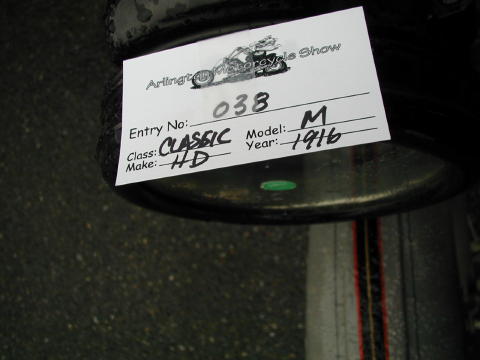 Arlington Motorcycle Show
Entry No: 038
Class: CLASSIC Model: M
Make: HD Year: 1916